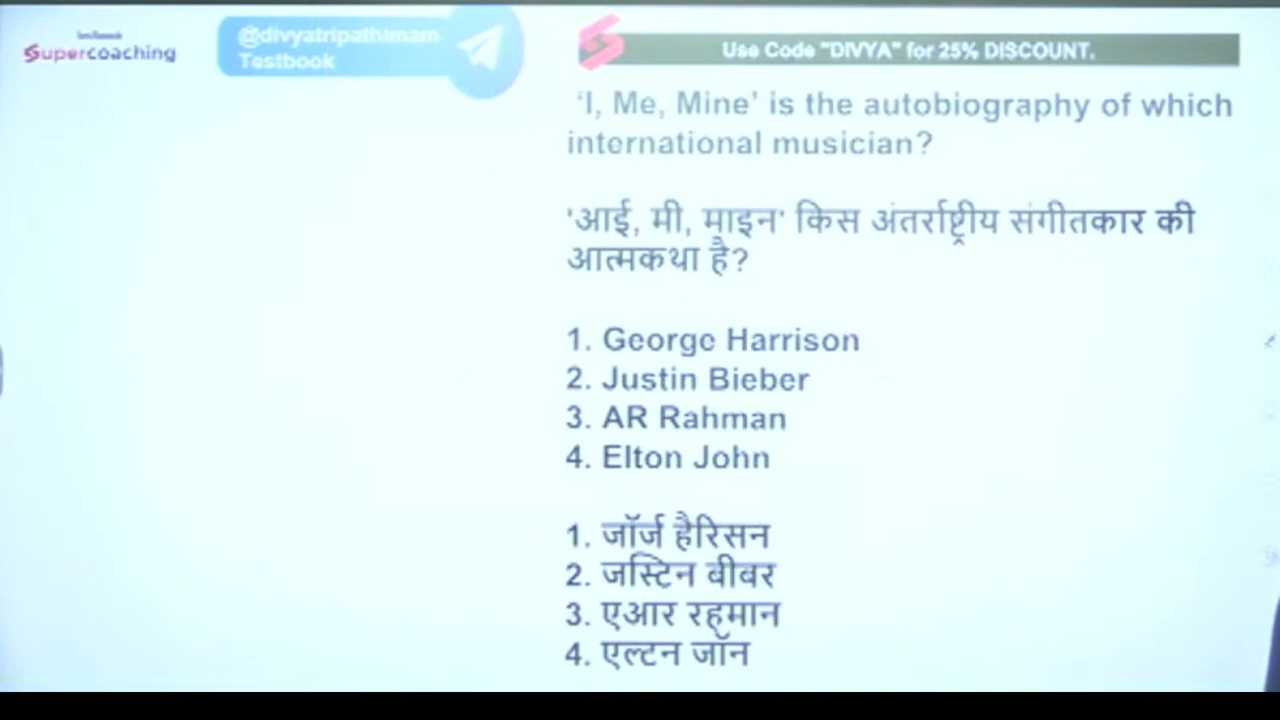 Supercoaching
@divyatripathimam
Testbook
Use Code "DIVYA" for 25% DISCOUNT.
'I, Me, Mine' is the autobiography of which
international musician?
'आई, मी, माइन' किस अंतर्राष्ट्रीय संगीतकार की
आत्मकथा है?
1. George Harrison
2. Justin Bieber
3. AR Rahman
4. Elton John
1. जॉर्ज हैरिसन
2. जस्टिन बीबर
3. एआर रहमान
4. एल्टन जॉन